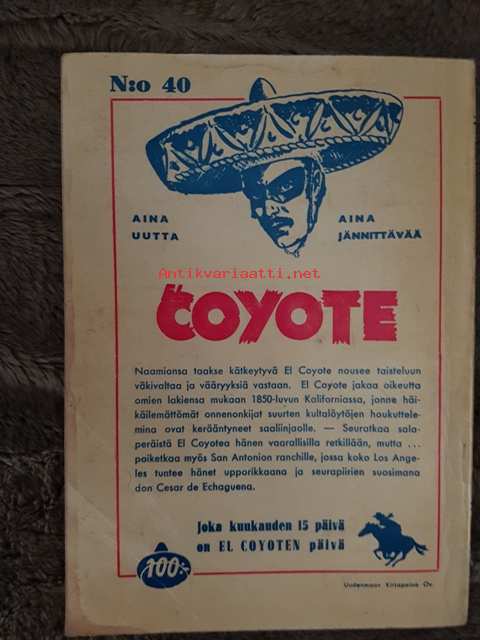 N:o 40
AINA
UUTTA
AINA
JÄNNITTÄVÄÄ
Antikvariaatti.net
EL
COYOTE
Naamionsa taakse kätkeytyvä El Coyote nousee taisteluun
väkivaltaa ja vääryyksiä vastaan. El Coyote jakaa oikeutta
omien lakiensa mukaan 1850-luvun Kaliforniassa, jonne häi-
käilemättömät onnenonkijat suurten kultalöytöjen houkuttele-
mina ovat kerääntyneet saaliinjaolle. — Seuratkaa sala-
peräistä El Coyotea hänen vaarallisilla retkillään, mutta ...
poiketkaa myös San Antonion ranchille, jossa koko Los Ange-
les tuntee hänet upporikkaana ja seurapiirien suosimana
don Cesar de Echaguena.
Joka kuukauden 15 päivä
on EL COYOTEN päivä
100:-
Uudenmaan Kirjapaino Oy.